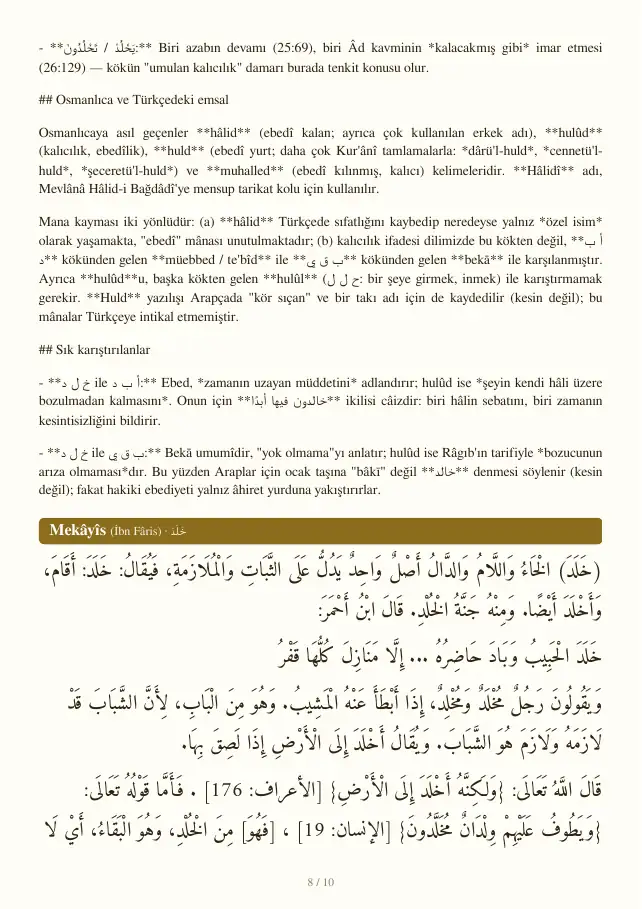 - **يَخْلُدْ / تَخْلُدُونَ:** Biri azabın devamı (25:69), biri Âd kavminin *kalacakmış gibi* imar etmesi
(26:129) — kökün "umulan kalıcılık" damarı burada tenkit konusu olur.
## Osmanlıca ve Türkçedeki emsal
Osmanlıcaya asıl geçenler **hâlid** (ebedî kalan; ayrıca çok kullanılan erkek adı), **hulûd**
(kalıcılık, ebedîlik), **huld** (ebedî yurt; daha çok Kur'ânî tamlamalarla: *dârü'l-huld*, *cennetü'l-
huld*, *şeceretü'l-huld*) ve **muhalled** (ebedî kılınmış, kalıcı) kelimeleridir. **Hâlidî** adı,
Mevlânâ Hâlid-i Bağdâdî'ye mensup tarikat kolu için kullanılır.
Mana kayması iki yönlüdür: (a) **hâlid** Türkçede sıfatlığını kaybedip neredeyse yalnız *özel isim*
olarak yaşamakta, "ebedî" mânası unutulmaktadır; (b) kalıcılık ifadesi dilimizde bu kökten değil, **أ ب
د** kökünden gelen **müebbed / te'bîd** ile **ب ق ي** kökünden gelen **bekā** ile karşılanmıştır.
Ayrıca **hulûd**u, başka kökten gelen **hulûl** (ح ل ل: bir şeye girmek, inmek) ile karıştırmamak
gerekir. **Huld** yazılışı Arapçada "kör sıçan" ve bir takı adı için de kaydedilir (kesin değil); bu
mânalar Türkçeye intikal etmemiştir.
## Sık karıştırılanlar
- **خ ل د ile أ ب د:** Ebed, *zamanın uzayan müddetini* adlandırır; hulûd ise *şeyin kendi hâli üzere
bozulmadan kalmasını*. Onun için **خالدون فيها أبدًا** ikilisi câizdir: biri hâlin sebatını, biri zamanın
kesintisizliğini bildirir.
- **خ ل د ile ب ق ي:** Bekā umumîdir, "yok olmama"yı anlatır; hulûd ise Râgıb'ın tarifiyle *bozucunun
arıza olmaması*dır. Bu yüzden Araplar için ocak taşına "bâkī" değil **خالد** denmesi söylenir (kesin
değil); fakat hakiki ebediyeti yalnız âhiret yurduna yakıştırırlar.
Mekâyîs (İbn Fâris) · خَلَدَ
(خَلَدَ) الْخَاءُ وَاللَّامُ وَالدَّالُ أَصْلٌ وَاحِدٌ يَدُلُّ عَلَى الثَّبَاتِ وَالْمُلَازَمَةِ، فَيُقَالُ: خَلَدَ: أَقَامَ،
وَأَخْلَدَ أَيْضًا. وَمِنْهُ جَنَّةُ الْخُلْدِ. قَالَ ابْنُ أَحْمَرَ:
خَلَدَ الْحَبِيبُ وَبَادَ حَاضِرُهُ ... إِلَّا مَنَازِلَ كُلُّهَا قَفْرُ
وَيَقُولُونَ رَجُلٌ مُخْلَدٌ وَمُخْلِدٌ، إِذَا أَبْطَأَ عَنْهُ الْمَشِيبُ. وَهُوَ مِنَ الْبَابِ، لِأَنَّ الشَّبَابَ قَدْ
لَازَمَهُ وَلَازَمَ هُوَ الشَّبَابَ. وَيُقَالُ أَخْلَدَ إِلَى الْأَرْضِ إِذَا لَصِقَ بِهَا.
قَالَ اللَّهُ تَعَالَى: {وَلَكِنَّهُ أَخْلَدَ إِلَى الْأَرْضِ} [الأعراف: 176] . فَأَمَّا قَوْلُهُ تَعَالَى:
{وَيَطُوفُ عَلَيْهِمْ وِلْدَانٌ مُخَلَّدُونَ} [الإنسان: 19] ، [فَهُوَ] مِنَ الْخُلْدِ، وَهُوَ الْبَقَاءُ، أَيْ لَا
8 / 10